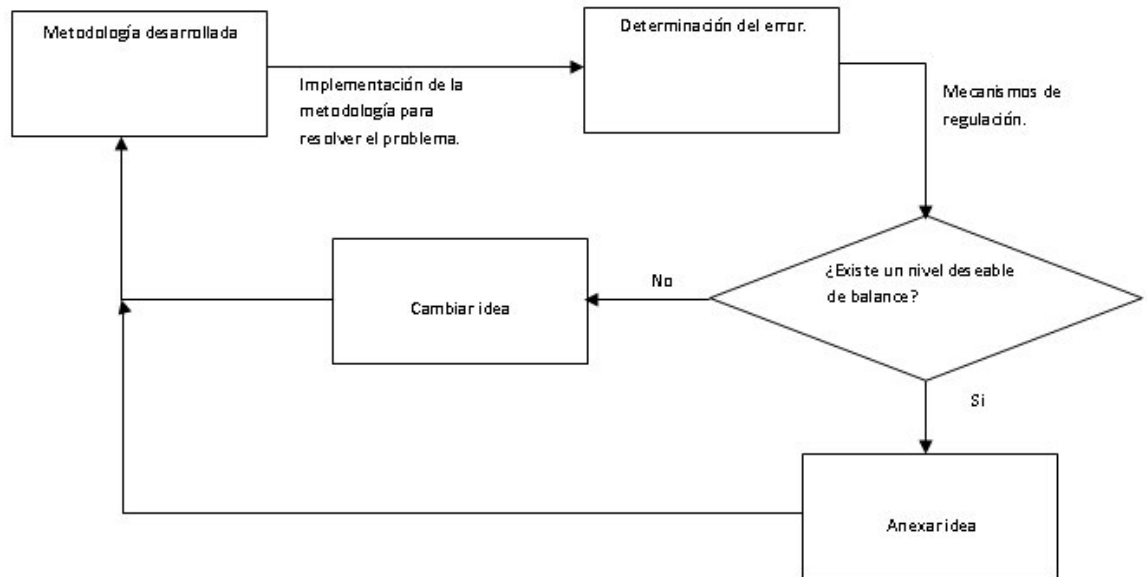 Metodología desarrollada
Determinación del error.
Implementación de la
metodología para
resolver el problema.
Mecanismos de
regulación.
¿Existe un nivel deseable
de balance?
No
Cambiar idea
Si
Anexar idea